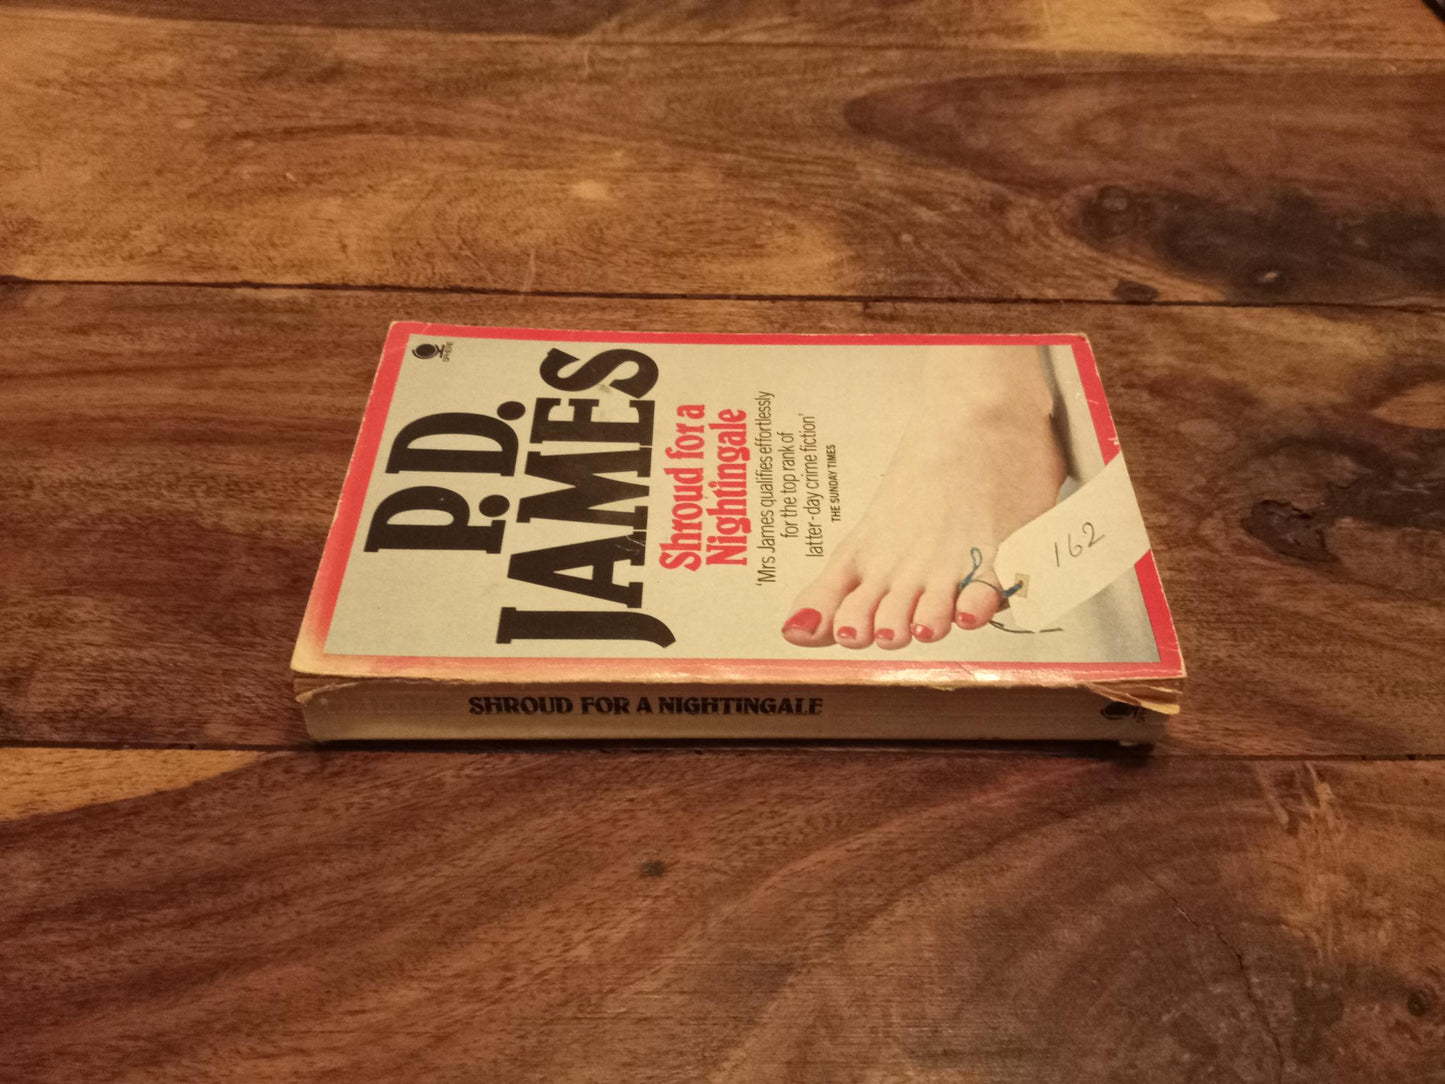 SPHERE
P.D.
JAMES
Shroud for a
Nightingale
'Mrs James qualifies effortlessly
for the top rank of
latter-day crime fiction'
THE SUNDAY TIMES
162
SHROUD FOR A NIGHTINGALE